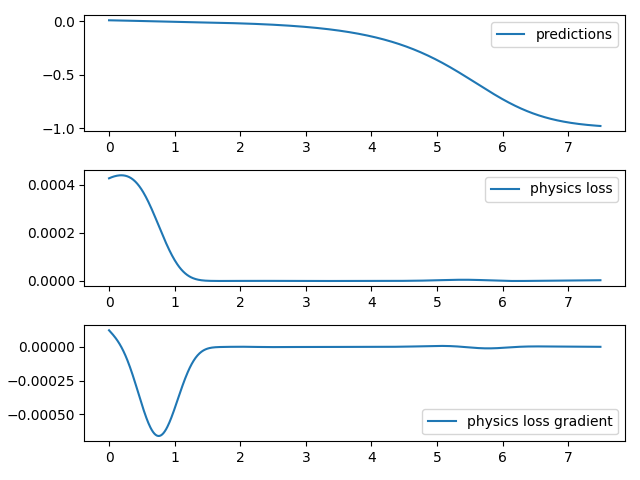 0.0
−0.5
−1.0
predictions
0 1 2 3 4 5 6 7
0.0004
0.0002
0.0000
physics loss
0 1 2 3 4 5 6 7
0.00000
−0.00025
−0.00050
physics loss gradient
0 1 2 3 4 5 6 7